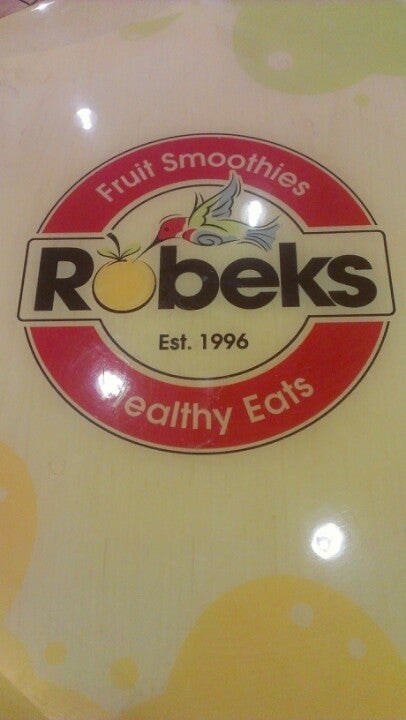 Fruit Smoothies
Robeks
Est. 1996
Healthy Eats